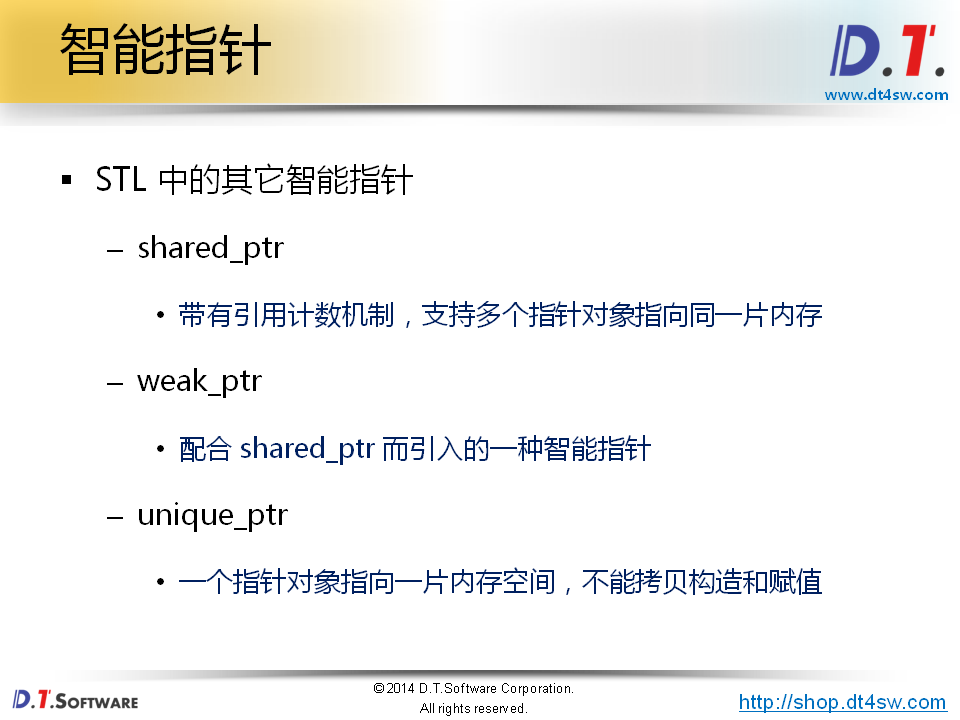 智能指针
D.T.
www.dt4sw.com
▪ STL 中的其它智能指针
– shared_ptr
• 带有引用计数机制，支持多个指针对象指向同一片内存
– weak_ptr
• 配合 shared_ptr 而引入的一种智能指针
– unique_ptr
• 一个指针对象指向一片内存空间，不能拷贝构造和赋值
D.T.SOFTWARE
©2014 D.T.Software Corporation.
All rights reserved.
http://shop.dt4sw.com